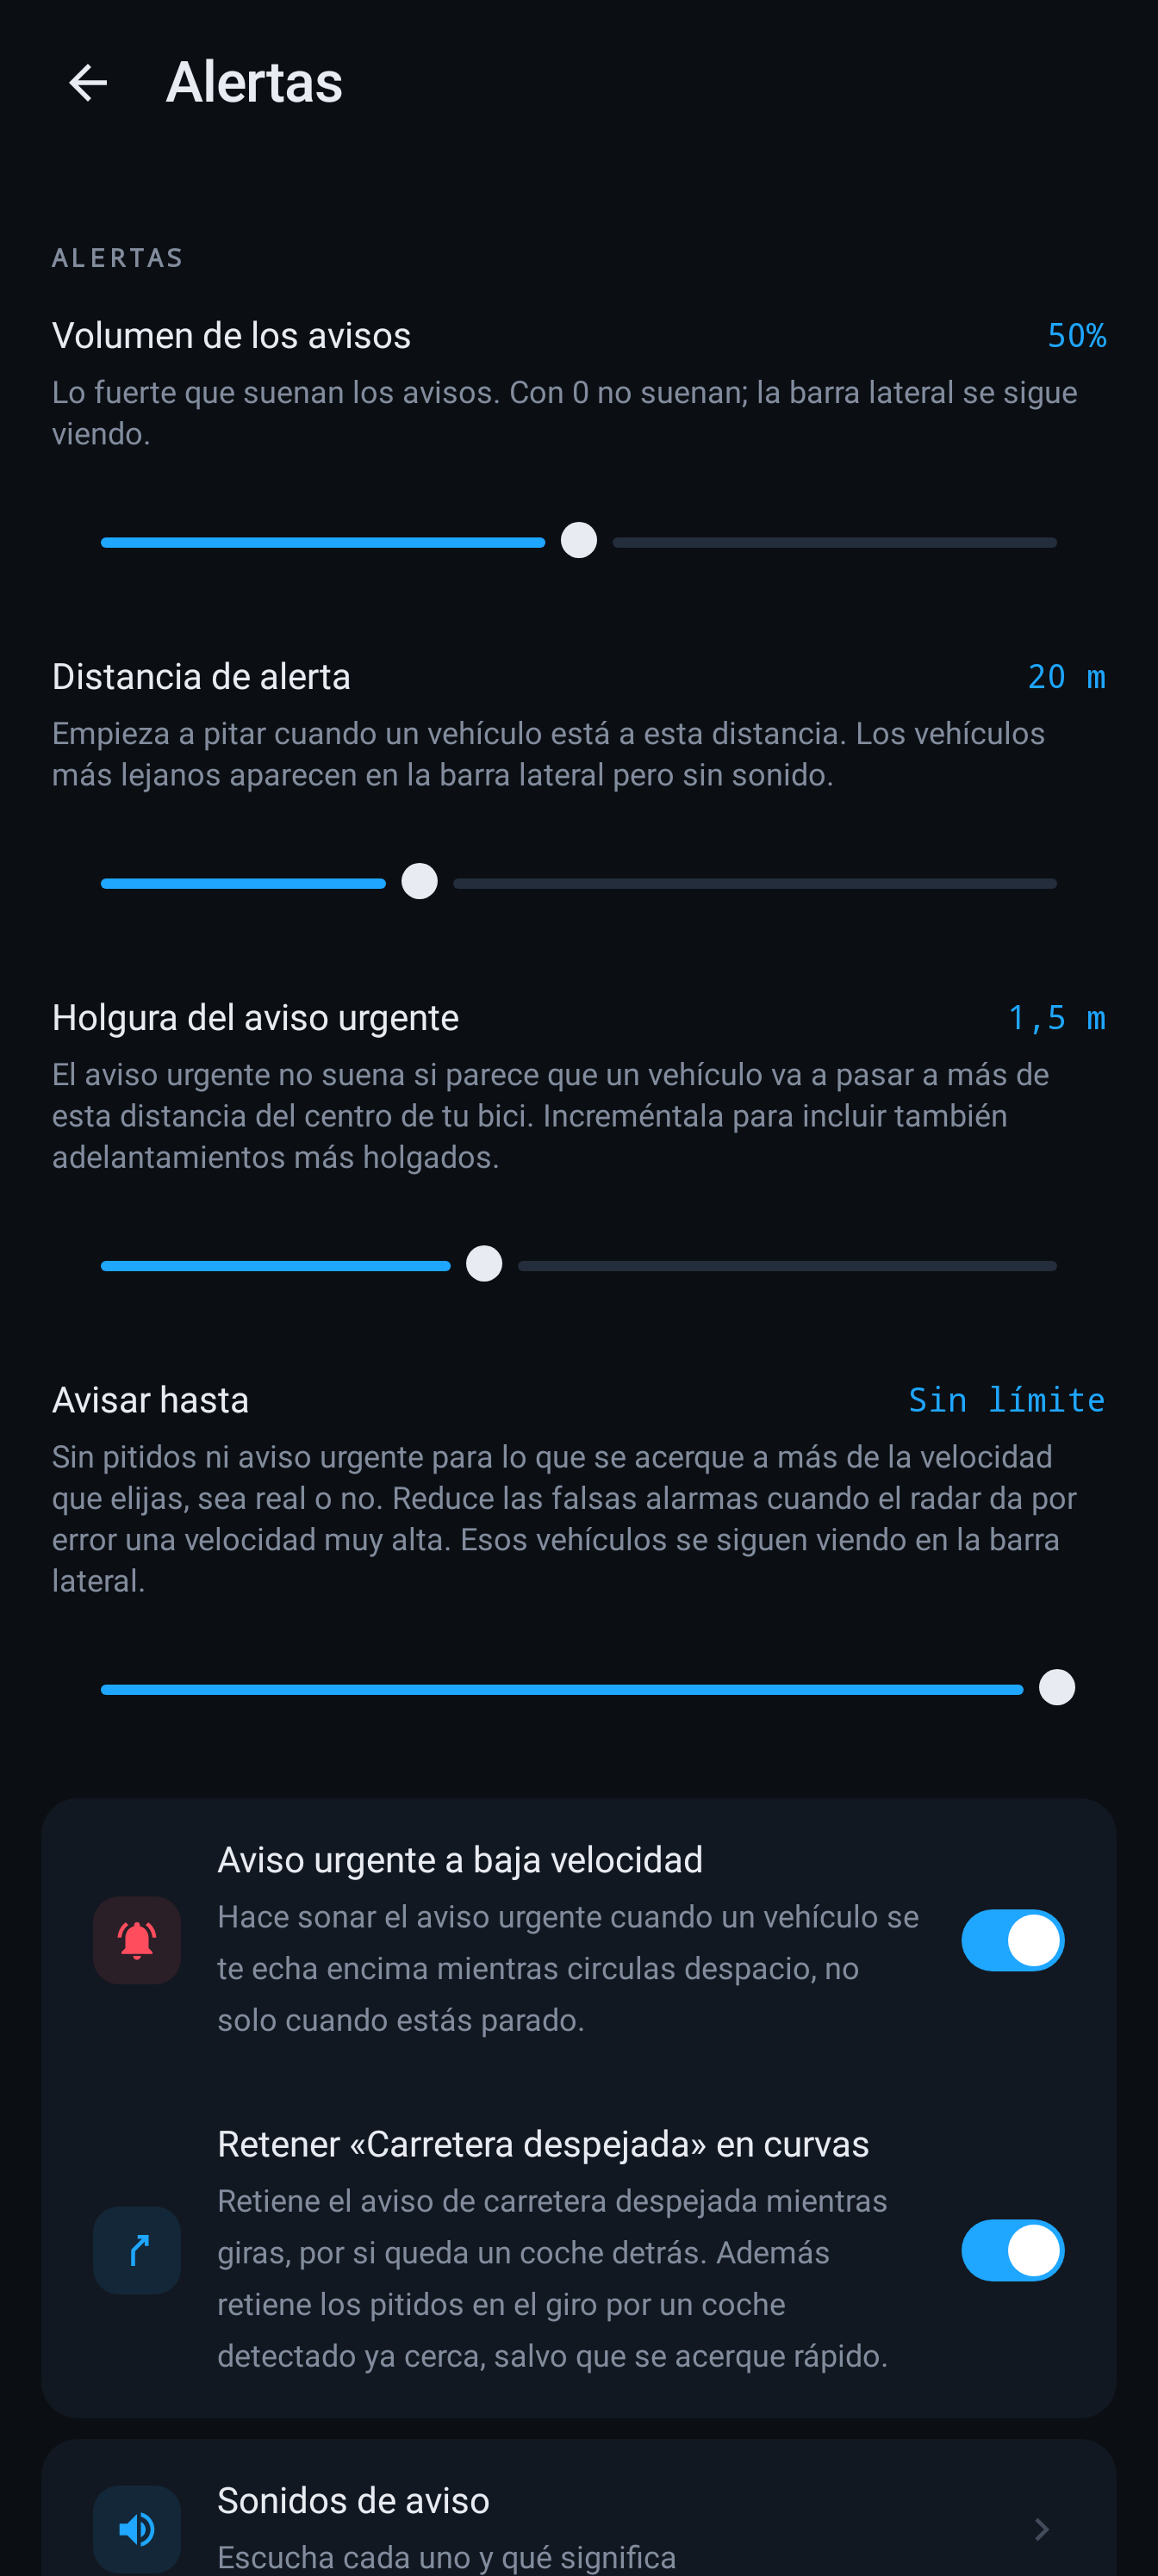 Alertas
ALERTAS
Volumen de los avisos
50%
Lo fuerte que suenan los avisos. Con 0 no suenan; la barra lateral se sigue
viendo.
Distancia de alerta
20 m
Empieza a pitar cuando un vehículo está a esta distancia. Los vehículos
más lejanos aparecen en la barra lateral pero sin sonido.
Holgura del aviso urgente
1,5 m
El aviso urgente no suena si parece que un vehículo va a pasar a más de
esta distancia del centro de tu bici. Increméntala para incluir también
adelantamientos más holgados.
Avisar hasta
Sin límite
Sin pitidos ni aviso urgente para lo que se acerque a más de la velocidad
que elijas, sea real o no. Reduce las falsas alarmas cuando el radar da por
error una velocidad muy alta. Esos vehículos se siguen viendo en la barra
lateral.
Aviso urgente a baja velocidad
Hace sonar el aviso urgente cuando un vehículo se
te echa encima mientras circulas despacio, no
solo cuando estás parado.
Retener «Carretera despejada» en curvas
Retiene el aviso de carretera despejada mientras
giras, por si queda un coche detrás. Además
retiene los pitidos en el giro por un coche
detectado ya cerca, salvo que se acerque rápido.
Sonidos de aviso
Escucha cada uno y qué significa